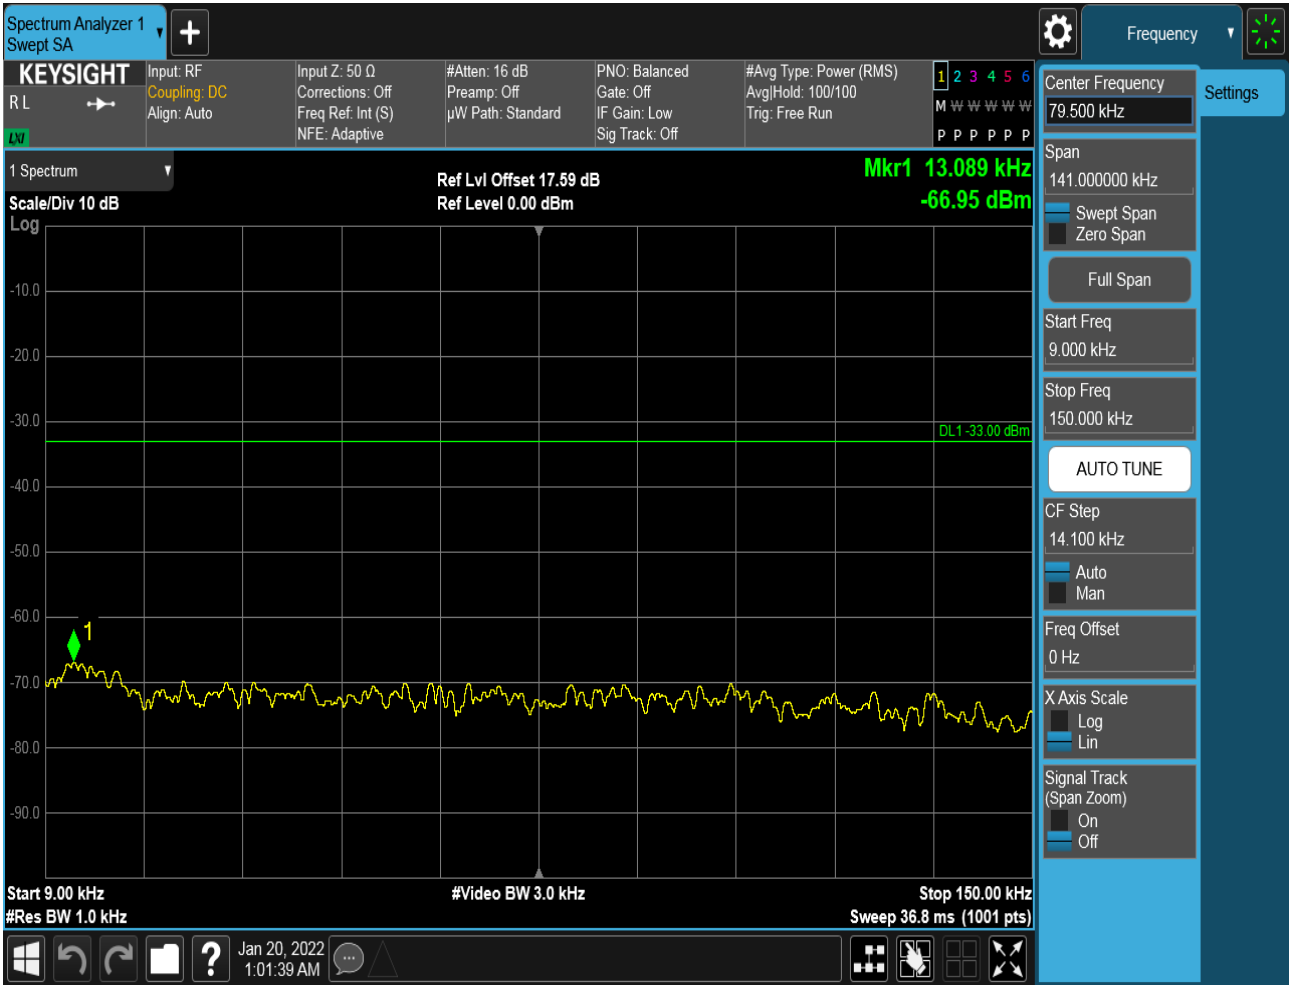 Spectrum Analyzer 1
Swept SA
Frequency
KEYSIGHT
R L
LXI
Input: RF
Coupling: DC
Align: Auto
Input Z: 50 Ω
Corrections: Off
Freq Ref: Int (S)
NFE: Adaptive
#Atten: 16 dB
Preamp: Off
µW Path: Standard
PNO: Balanced
Gate: Off
IF Gain: Low
Sig Track: Off
#Avg Type: Power (RMS)
Avg|Hold: 100/100
Trig: Free Run
1 2 3 4 5 6
M W W W W W
P P P P P P
1 Spectrum
Scale/Div 10 dB
Log
Ref Lvl Offset 17.59 dB
Ref Level 0.00 dBm
Mkr1 13.089 kHz
-66.95 dBm
-10.0
-20.0
-30.0
DL1 -33.00 dBm
-40.0
-50.0
-60.0
1
-70.0
-80.0
-90.0
Start 9.00 kHz
#Res BW 1.0 kHz
#Video BW 3.0 kHz
Stop 150.00 kHz
Sweep 36.8 ms (1001 pts)
Center Frequency
79.500 kHz
Settings
Span
141.000000 kHz
Swept Span
Zero Span
Full Span
Start Freq
9.000 kHz
Stop Freq
150.000 kHz
AUTO TUNE
CF Step
14.100 kHz
Auto
Man
Freq Offset
0 Hz
X Axis Scale
Log
Lin
Signal Track
(Span Zoom)
On
Off
?
Jan 20, 2022
1:01:39 AM